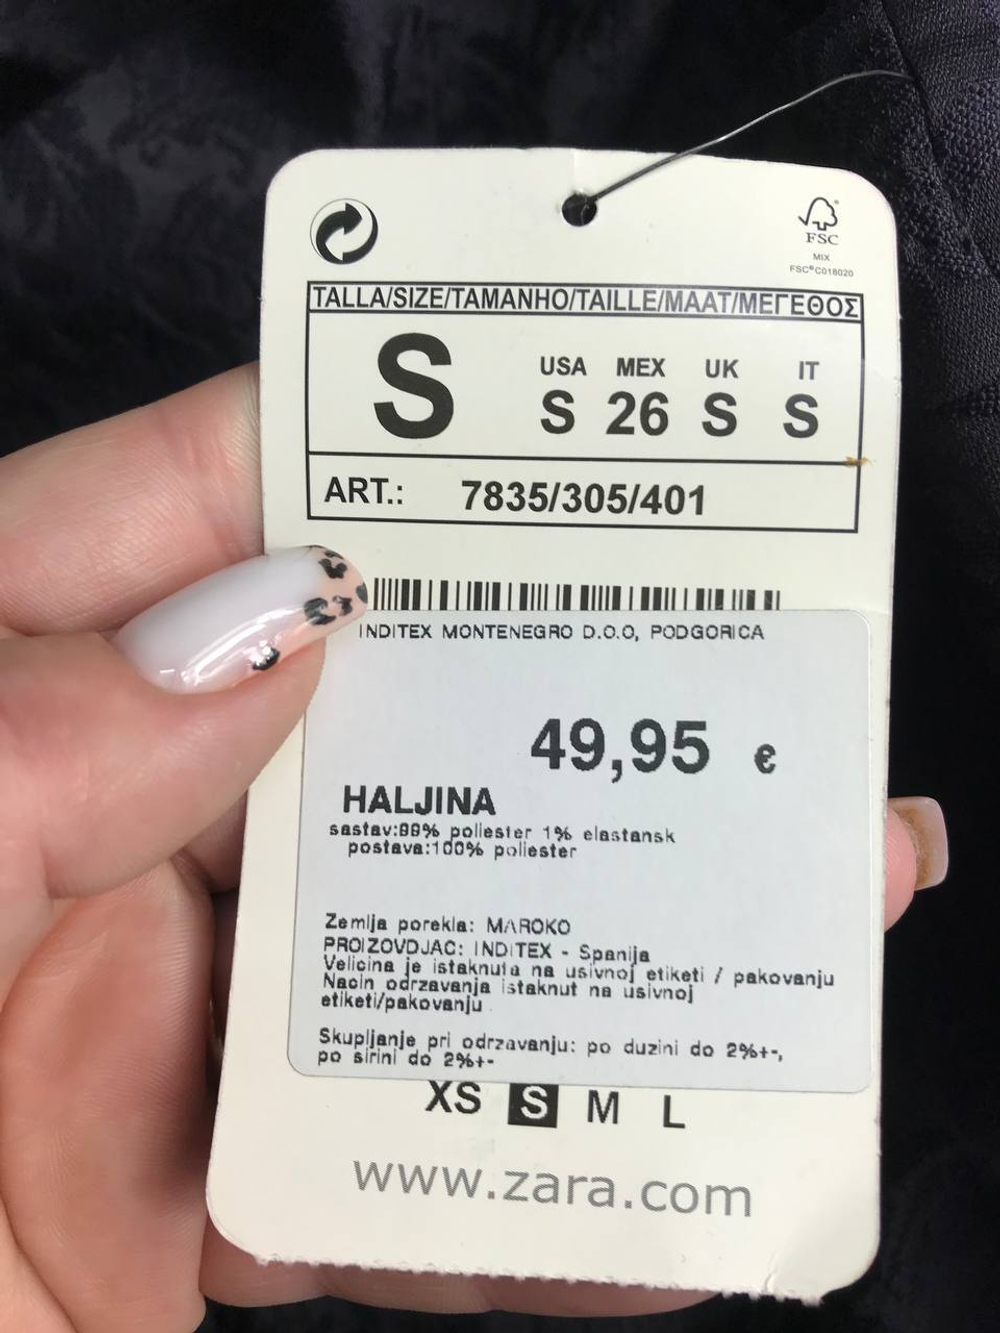 FSC
MIX
FSC® C018020
TALLA/SIZE/TAMANHO/TAILLE/MAAT/ΜΕΓΕΘΟΣ
USA MEX UK IT
S S 26 S S
ART.: 7835/305/401
INDITEX MONTENEGRO D.O.O, PODGORICA
49,95 €
HALJINA
sastav:99% poliester 1% elastansk
postava:100% poliester
Zemlja porekla: MAROKO
PROIZOVDJAC: INDITEX - Spanija
Velicina je istaknuta na usivnoj etiketi / pakovanju
Nacin odrzavanja istaknut na usivnoj
etiketi/pakovanju
Skupljanje pri odrzavanju: po duzini do 2%+-,
po sirini do 2%+-
XS S M L
www.zara.com